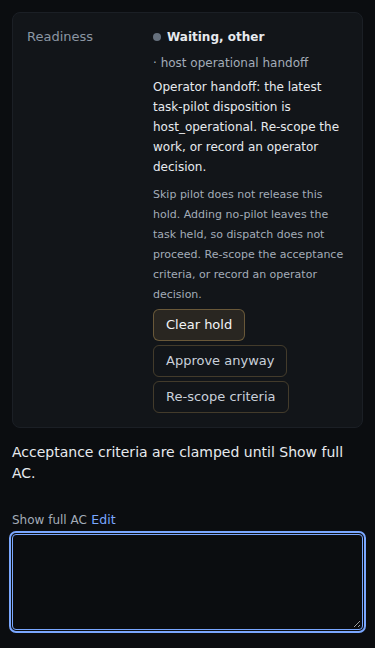 Readiness
Waiting, other
· host operational handoff
Operator handoff: the latest
task-pilot disposition is
host_operational. Re-scope the
work, or record an operator
decision.
Skip pilot does not release this
hold. Adding no-pilot leaves the
task held, so dispatch does not
proceed. Re-scope the acceptance
criteria, or record an operator
decision.
Clear hold
Approve anyway
Re-scope criteria
Acceptance criteria are clamped until Show full
AC.
Show full AC Edit